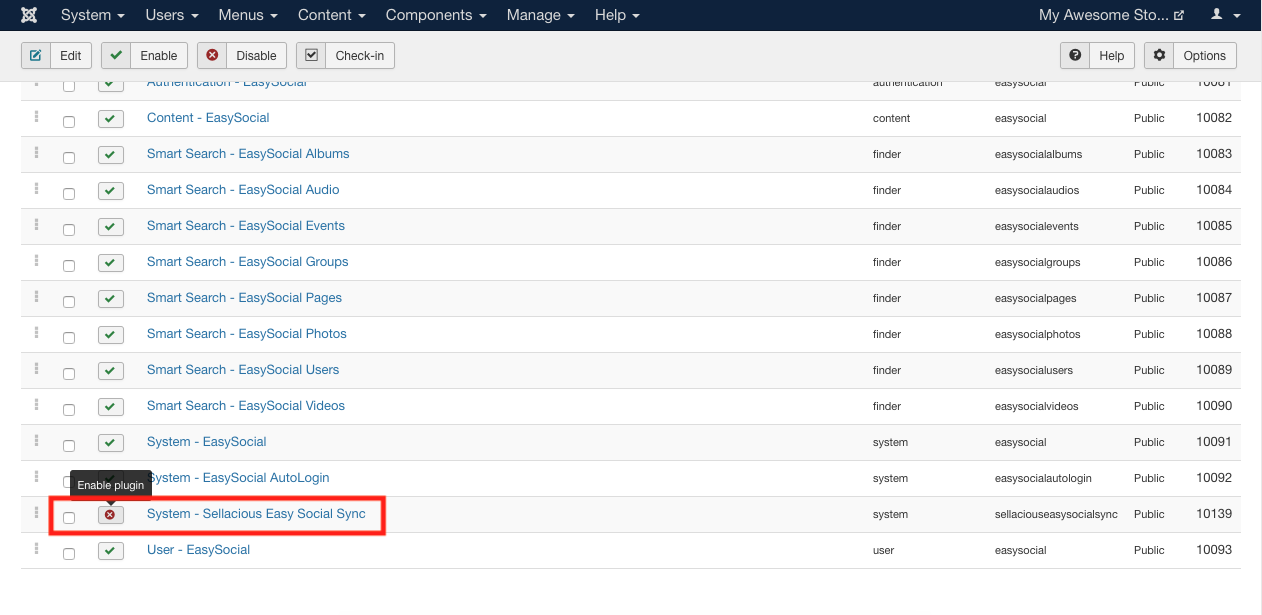 System Users Menus Content Components Manage Help My Awesome Sto...
Edit Enable Disable Check-in Help Options
Authentication - EasySocial authentication easysocial Public 10081
Content - EasySocial content easysocial Public 10082
Smart Search - EasySocial Albums finder easysocialalbums Public 10083
Smart Search - EasySocial Audio finder easysocialaudios Public 10084
Smart Search - EasySocial Events finder easysocialevents Public 10085
Smart Search - EasySocial Groups finder easysocialgroups Public 10086
Smart Search - EasySocial Pages finder easysocialpages Public 10087
Smart Search - EasySocial Photos finder easysocialphotos Public 10088
Smart Search - EasySocial Users finder easysocialusers Public 10089
Smart Search - EasySocial Videos finder easysocialvideos Public 10090
System - EasySocial system easysocial Public 10091
System - EasySocial AutoLogin system easysocialautologin Public 10092
Enable plugin
System - Sellacious Easy Social Sync system sellaciouseasysocialsync Public 10139
User - EasySocial user easysocial Public 10093